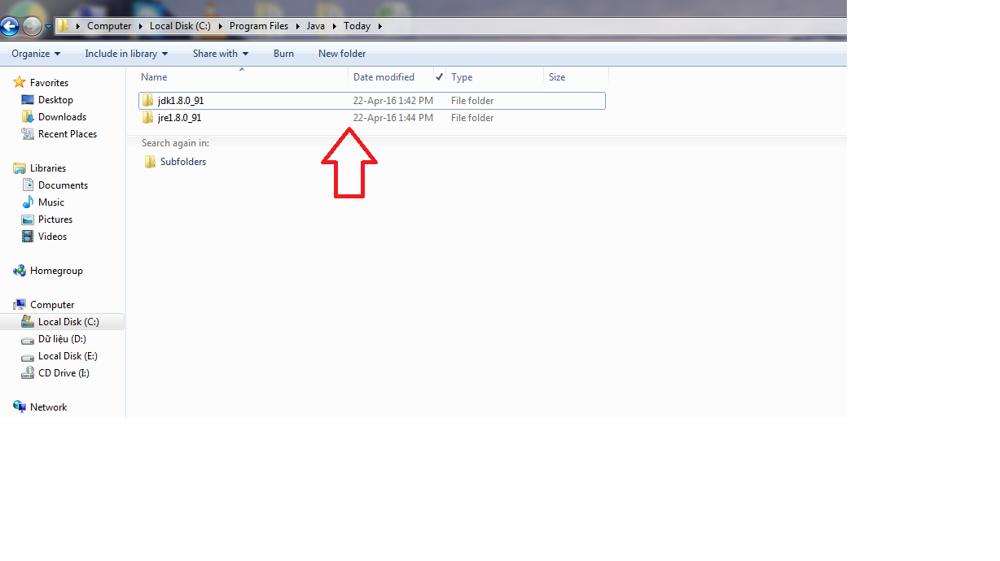 Computer Local Disk (C:) Program Files Java Today
Organize Include in library Share with Burn New folder
Favorites
Desktop
Downloads
Recent Places
Libraries
Documents
Music
Pictures
Videos
Homegroup
Computer
Local Disk (C:)
Dữ liệu (D:)
Local Disk (E:)
CD Drive (I:)
Network
Name Date modified Type Size
jdk1.8.0_91 22-Apr-16 1:42 PM File folder
jre1.8.0_91 22-Apr-16 1:44 PM File folder
Search again in:
Subfolders